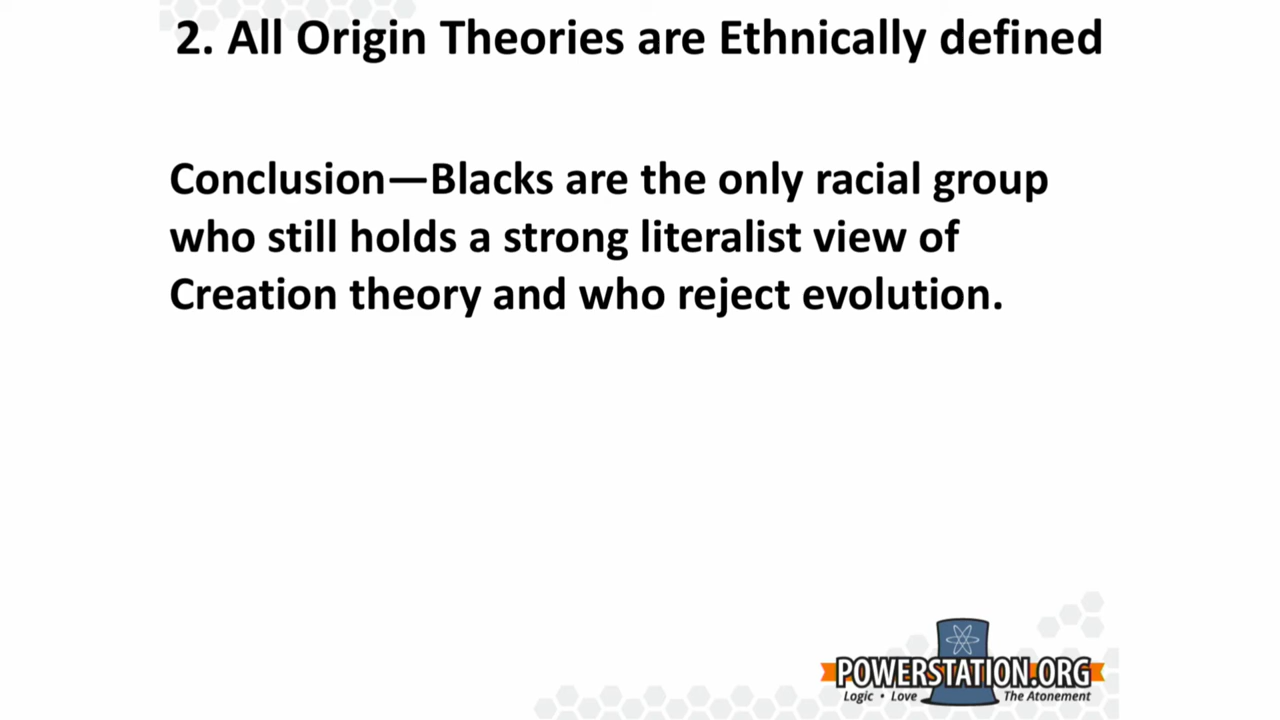 2. All Origin Theories are Ethnically defined
Conclusion—Blacks are the only racial group
who still holds a strong literalist view of
Creation theory and who reject evolution.
POWERSTATION.ORG
Logic • Love The Atonement